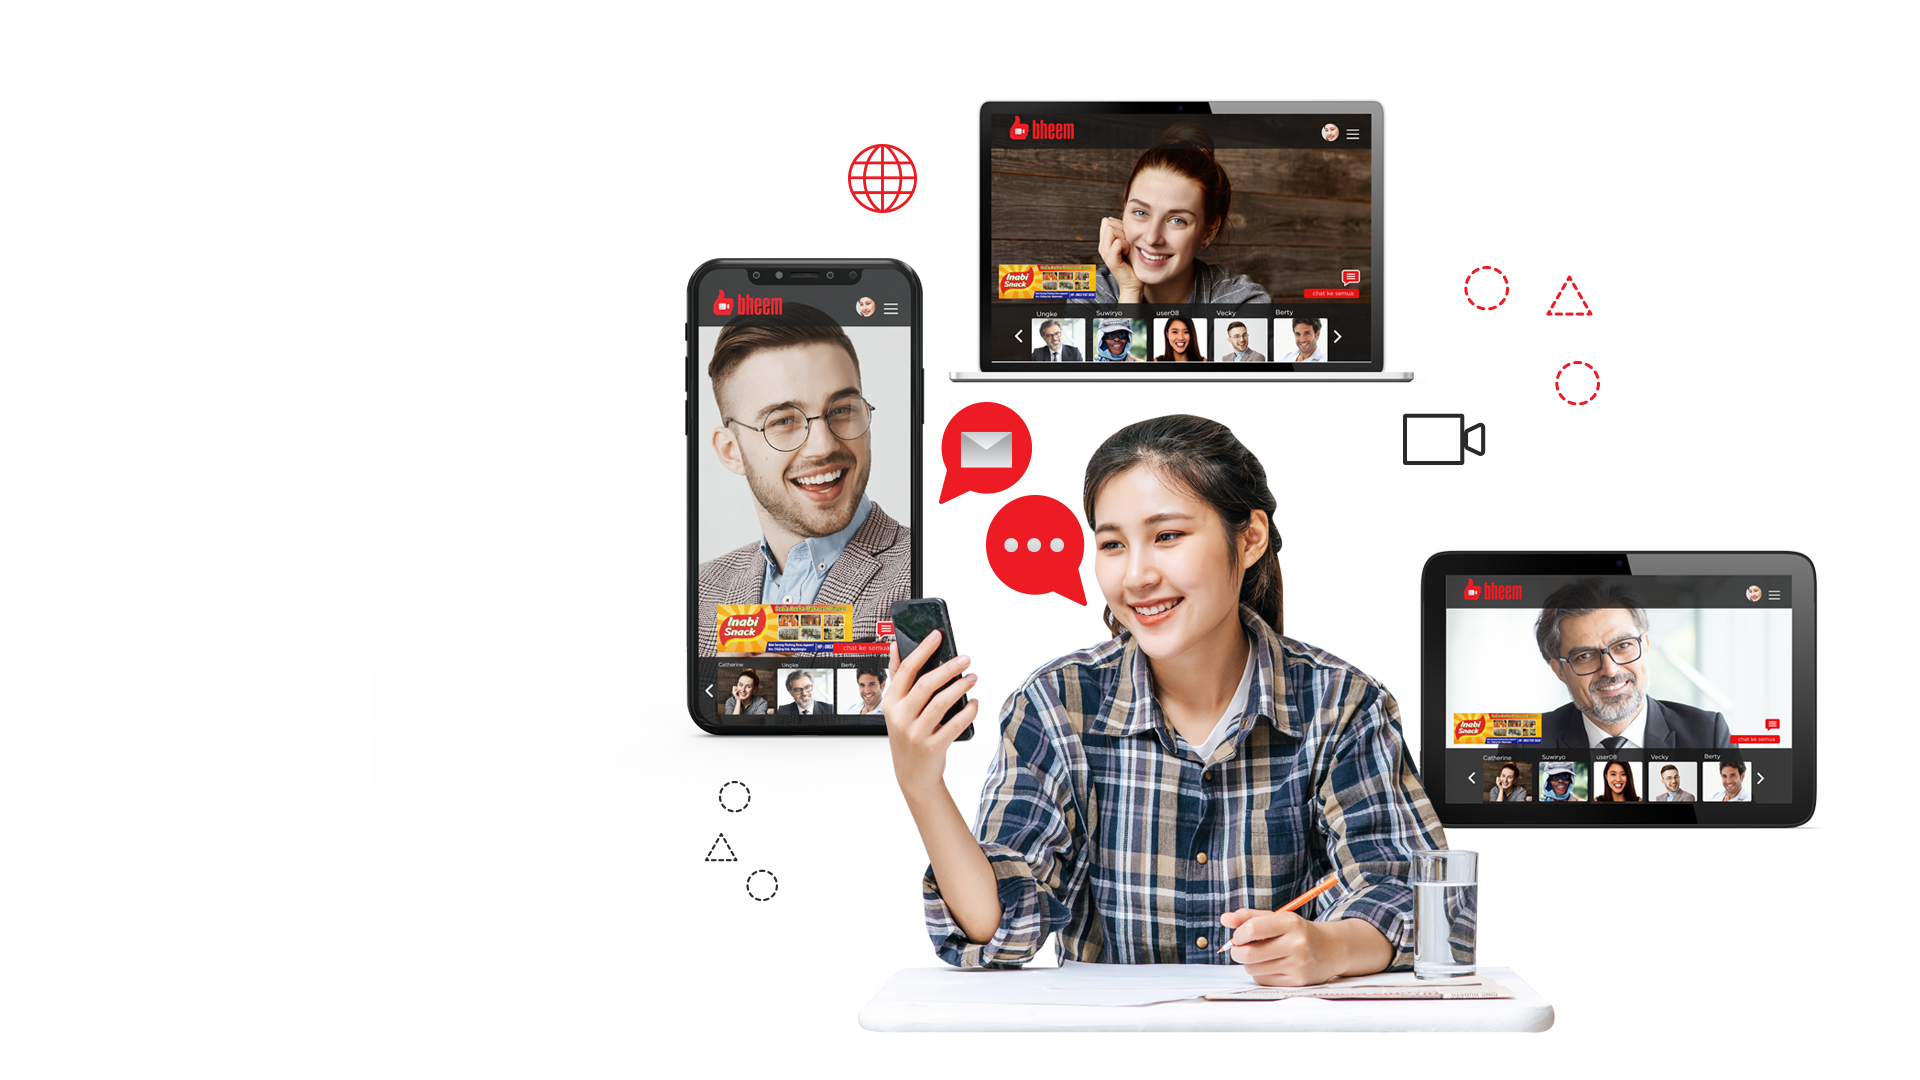 bheem
Inabi
Snack
chat ke semua
Ungke
Suwiryo
user08
Vecky
Berty
bheem
Inabi
Snack
chat ke semua
Catherine
Ungke
Berty
bheem
Inabi
Snack
chat ke semua
Catherine
Suwiryo
user08
Vecky
Berty